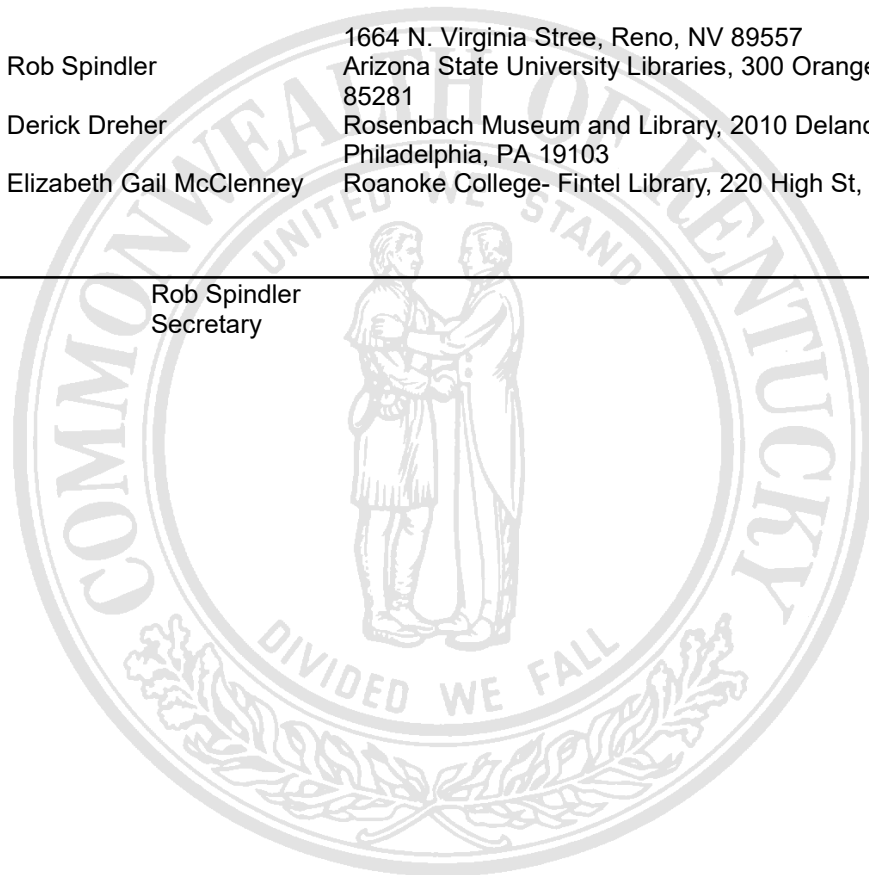 1664 N. Virginia Stree, Reno, NV 89557
Rob Spindler Arizona State University Libraries, 300 Orange
85281
Derick Dreher Rosenbach Museum and Library, 2010 Delanc
Philadelphia, PA 19103
Elizabeth Gail McClenney Roanoke College- Fintel Library, 220 High St,
Rob Spindler
Secretary
COMMONWEALTH OF KENTUCKY
UNITED WE STAND
DIVIDED WE FALL